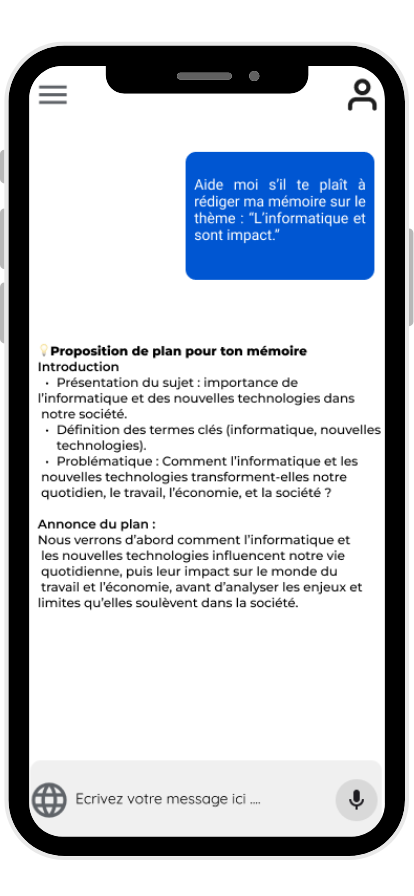 Aide moi s'il te plaît à
rédiger ma mémoire sur le
thème : "L'informatique et
sont impact."
Proposition de plan pour ton mémoire
Introduction
• Présentation du sujet : importance de
l'informatique et des nouvelles technologies dans
notre société.
• Définition des termes clés (informatique, nouvelles
technologies).
• Problématique : Comment l'informatique et les
nouvelles technologies transforment-elles notre
quotidien, le travail, l'économie, et la société ?
Annonce du plan :
Nous verrons d'abord comment l'informatique et
les nouvelles technologies influencent notre vie
quotidienne, puis leur impact sur le monde du
travail et l'économie, avant d'analyser les enjeux et
limites qu'elles soulèvent dans la société.
Ecrivez votre message ici ....